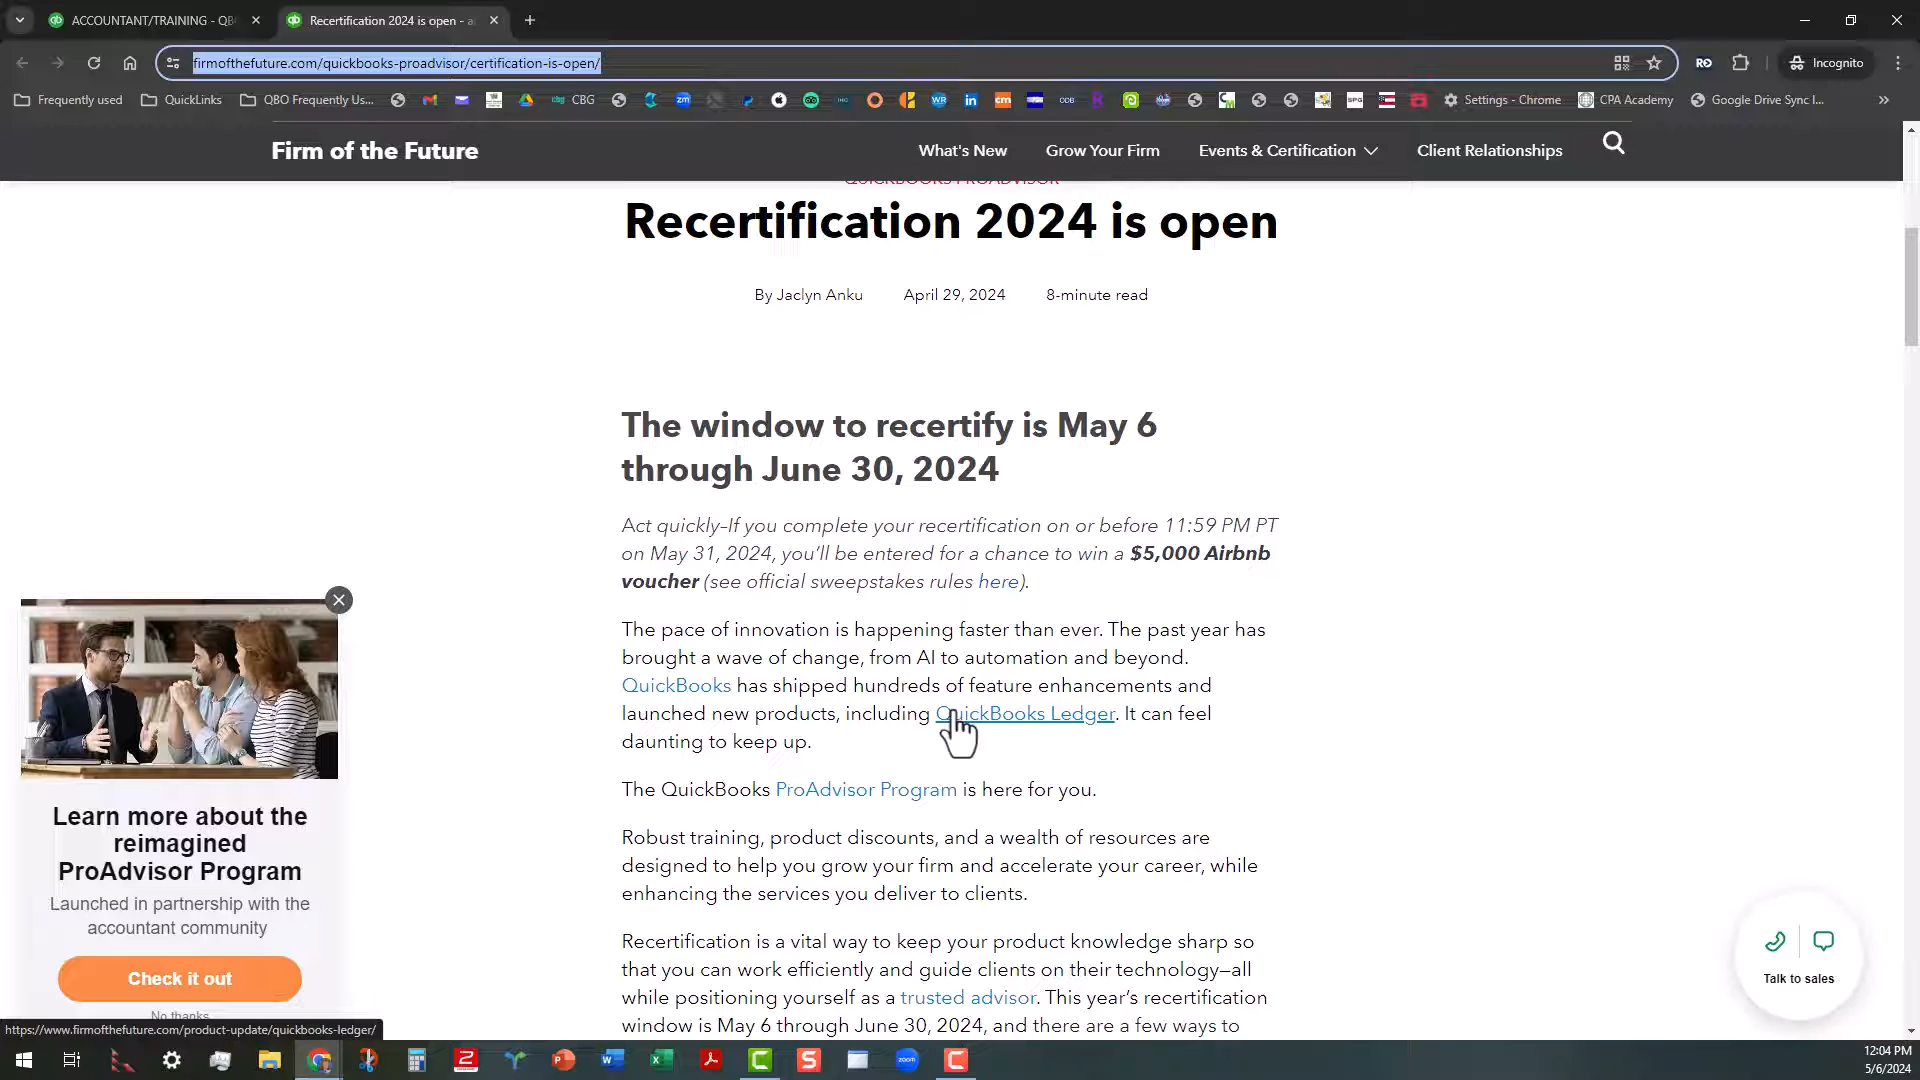 ACCOUNTANT/TRAINING - QB
Recertification 2024 is open - a
firmofthefuture.com/quickbooks-proadvisor/certification-is-open/
Incognito
Frequently used
QuickLinks
QBO Frequently Us...
CBG
Settings - Chrome
CPA Academy
Google Drive Sync I...
Firm of the Future
What's New
Grow Your Firm
Events & Certification
Client Relationships
QUICKBOOKS PROADVISOR
Recertification 2024 is open
By Jaclyn Anku
April 29, 2024
8-minute read
The window to recertify is May 6
through June 30, 2024
Act quickly–If you complete your recertification on or before 11:59 PM PT
on May 31, 2024, you'll be entered for a chance to win a $5,000 Airbnb
voucher (see official sweepstakes rules here).
The pace of innovation is happening faster than ever. The past year has
brought a wave of change, from AI to automation and beyond.
QuickBooks has shipped hundreds of feature enhancements and
launched new products, including QuickBooks Ledger. It can feel
daunting to keep up.
The QuickBooks ProAdvisor Program is here for you.
Robust training, product discounts, and a wealth of resources are
designed to help you grow your firm and accelerate your career, while
enhancing the services you deliver to clients.
Recertification is a vital way to keep your product knowledge sharp so
that you can work efficiently and guide clients on their technology—all
while positioning yourself as a trusted advisor. This year's recertification
window is May 6 through June 30, 2024, and there are a few ways to
Learn more about the
reimagined
ProAdvisor Program
Launched in partnership with the
accountant community
Check it out
No thanks
Talk to sales
https://www.firmofthefuture.com/product-update/quickbooks-ledger/
12:04 PM
5/6/2024